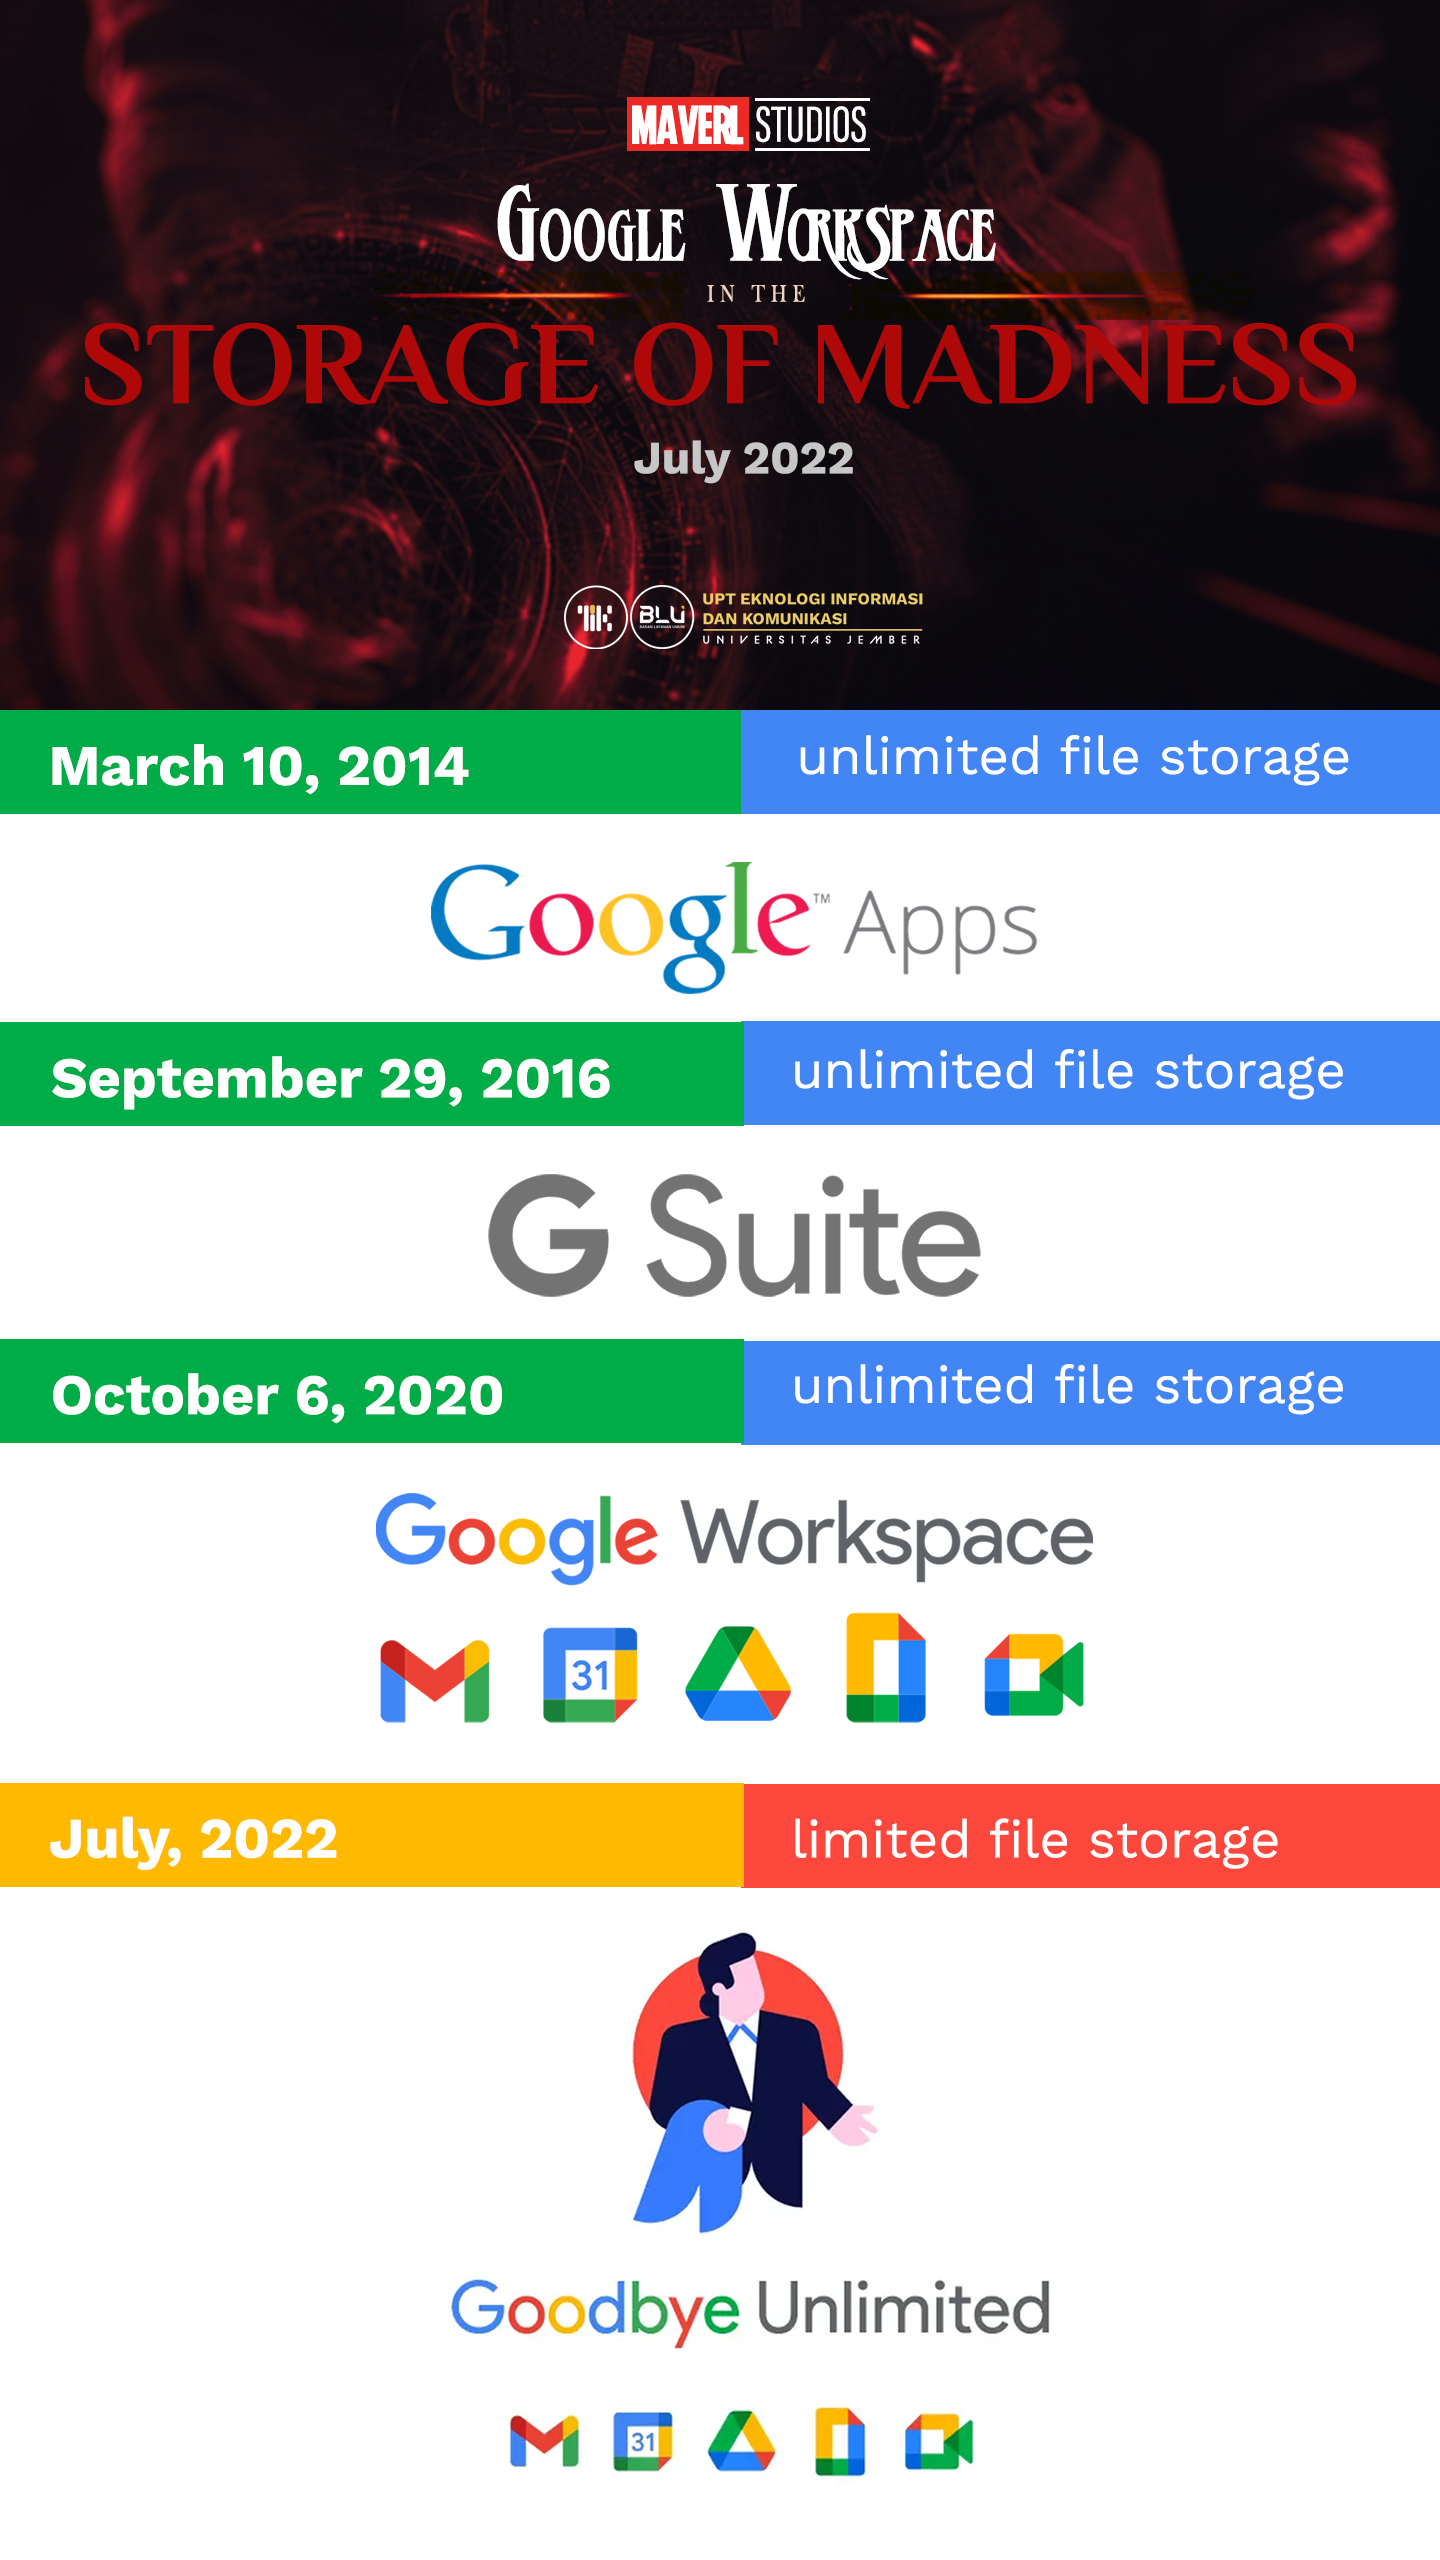 MAVERL STUDIOS
GOOGLE WORKSPACE
IN THE
STORAGE OF MADNESS
July 2022
TIK BLU UPT EKNOLOGI INFORMASI
BADAN LAYANAN UMUM DAN KOMUNIKASI
UNIVERSITAS JEMBER
March 10, 2014 unlimited file storage
Google™ Apps
September 29, 2016 unlimited file storage
G Suite
October 6, 2020 unlimited file storage
Google Workspace
31
July, 2022 limited file storage
Goodbye Unlimited
31